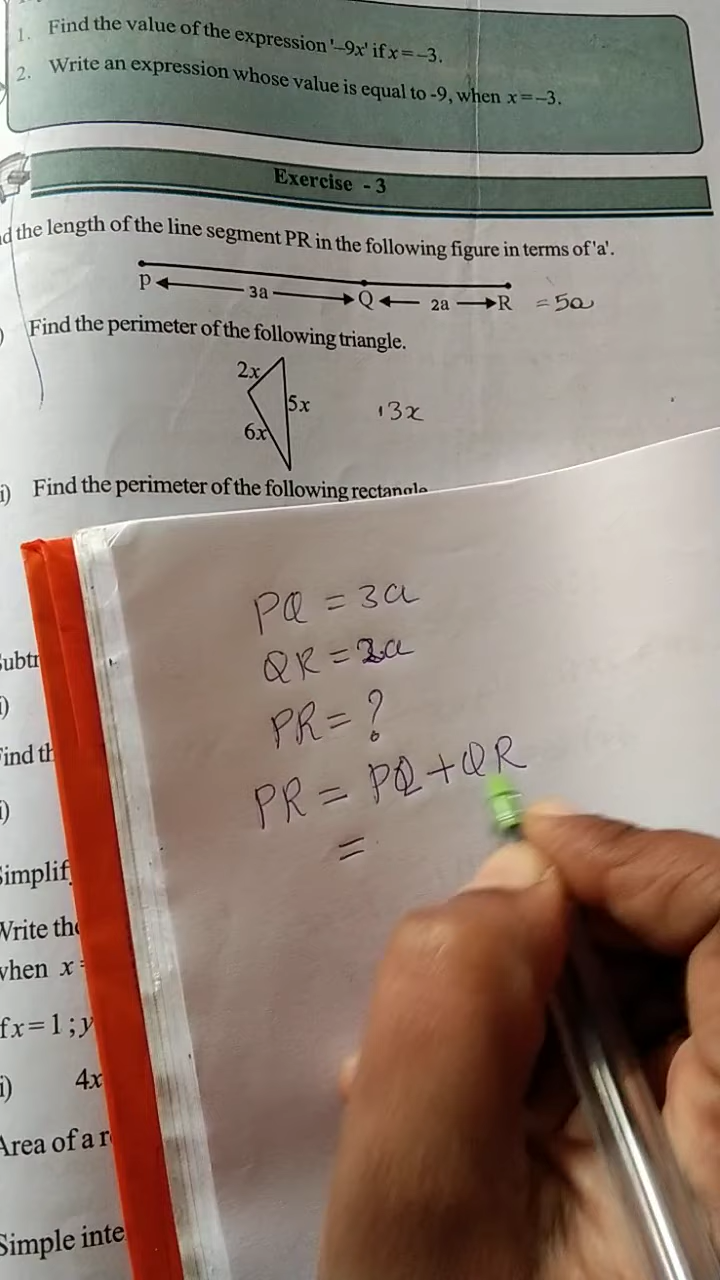 1. Find the value of the expression '–9x' if x = –3.
2. Write an expression whose value is equal to -9, when x = –3.
Exercise - 3
d the length of the line segment PR in the following figure in terms of 'a'.
P 3a Q 2a R = 5a
) Find the perimeter of the following triangle.
2x
5x
13x
6x
i) Find the perimeter of the following rectangle
PQ = 3a
QR = 2a
PR = ?
PR = PQ + QR
=
Subtr
i)
Find th
i)
Simplif
Write the
when x =
fx = 1 ; y
i) 4x
Area of a r
Simple inte